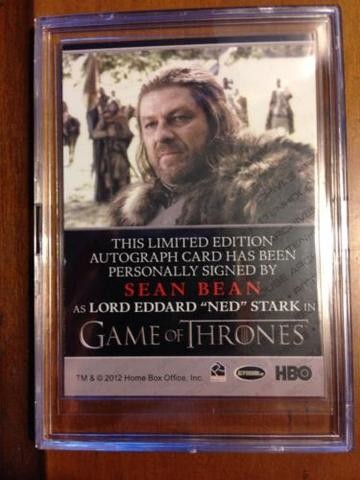 THIS LIMITED EDITION
AUTOGRAPH CARD HAS BEEN
PERSONALLY SIGNED BY
SEAN BEAN
AS LORD EDDARD "NED" STARK IN
GAME OF THRONES
TM & © 2012 Home Box Office, Inc.
HBO